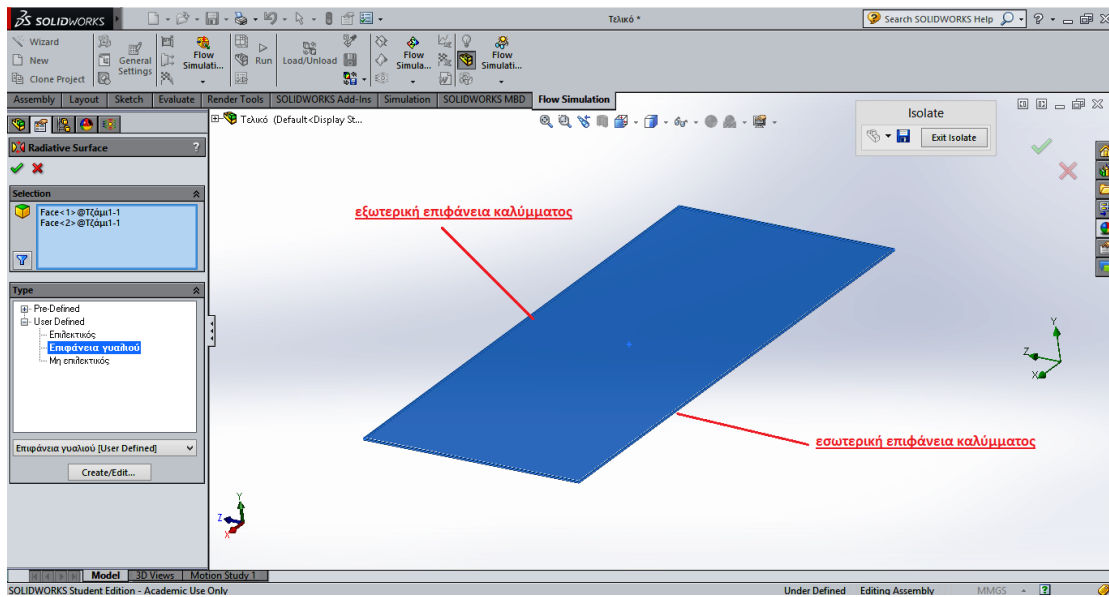 SOLIDWORKS
Τελικό *
Search SOLIDWORKS Help
Wizard
New
Clone Project
General Settings
Flow Simulati...
Run
Load/Unload
Flow Simula...
Flow Simulati...
Assembly Layout Sketch Evaluate Render Tools SOLIDWORKS Add-Ins Simulation SOLIDWORKS MBD Flow Simulation
Τελικό (Default<Display St...
Isolate
Exit Isolate
Radiative Surface ?
Selection
Face<1>@Τζάμι1-1
Face<2>@Τζάμι1-1
εξωτερική επιφάνεια καλύμματος
Type
Pre-Defined
User Defined
Επιλεκτικός
Επιφάνεια γυαλιού
Μη επιλεκτικός
Y
Z
X
εσωτερική επιφάνεια καλύμματος
Επιφάνεια γυαλιού [User Defined]
Create/Edit...
Y
Z
X
Model 3D Views Motion Study 1
SOLIDWORKS Student Edition - Academic Use Only
Under Defined Editing Assembly MMGS